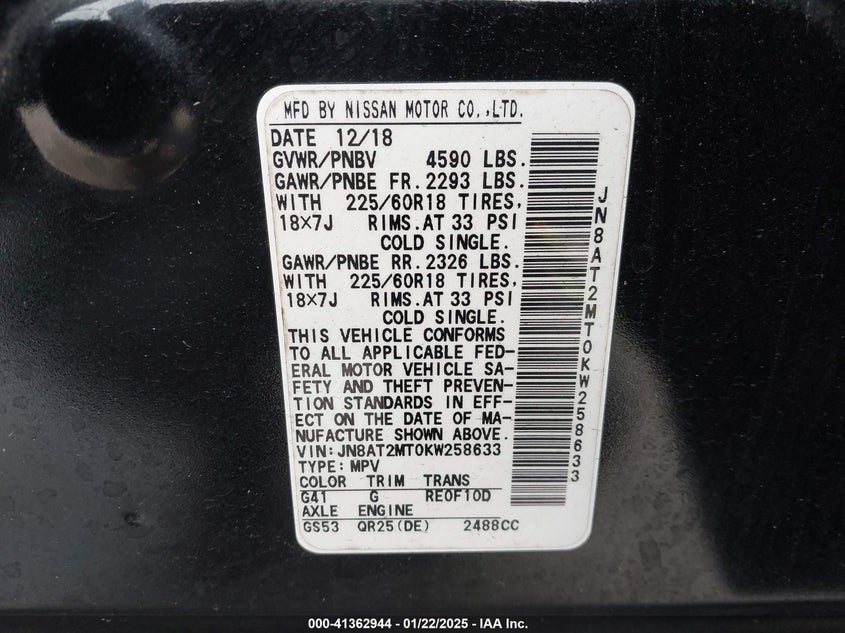 MFD BY NISSAN MOTOR CO.,LTD.
DATE 12/18
GVWR/PNBV 4590 LBS.
GAWR/PNBE FR. 2293 LBS.
WITH 225/60R18 TIRES,
18×7J RIMS. AT 33 PSI
COLD SINGLE.
GAWR/PNBE RR. 2326 LBS.
WITH 225/60R18 TIRES,
18×7J RIMS. AT 33 PSI
COLD SINGLE.
THIS VEHICLE CONFORMS
TO ALL APPLICABLE FED-
ERAL MOTOR VEHICLE SA-
FETY AND THEFT PREVEN-
TION STANDARDS IN EFF-
ECT ON THE DATE OF MA-
NUFACTURE SHOWN ABOVE.
VIN:JN8AT2MT0KW258633
TYPE:MPV
COLOR TRIM TRANS
G41 G RE0F10D
AXLE ENGINE
GS53 QR25(DE) 2488CC
JN8AT2MT0KW258633
000-41362944 - 01/22/2025 - IAA Inc.